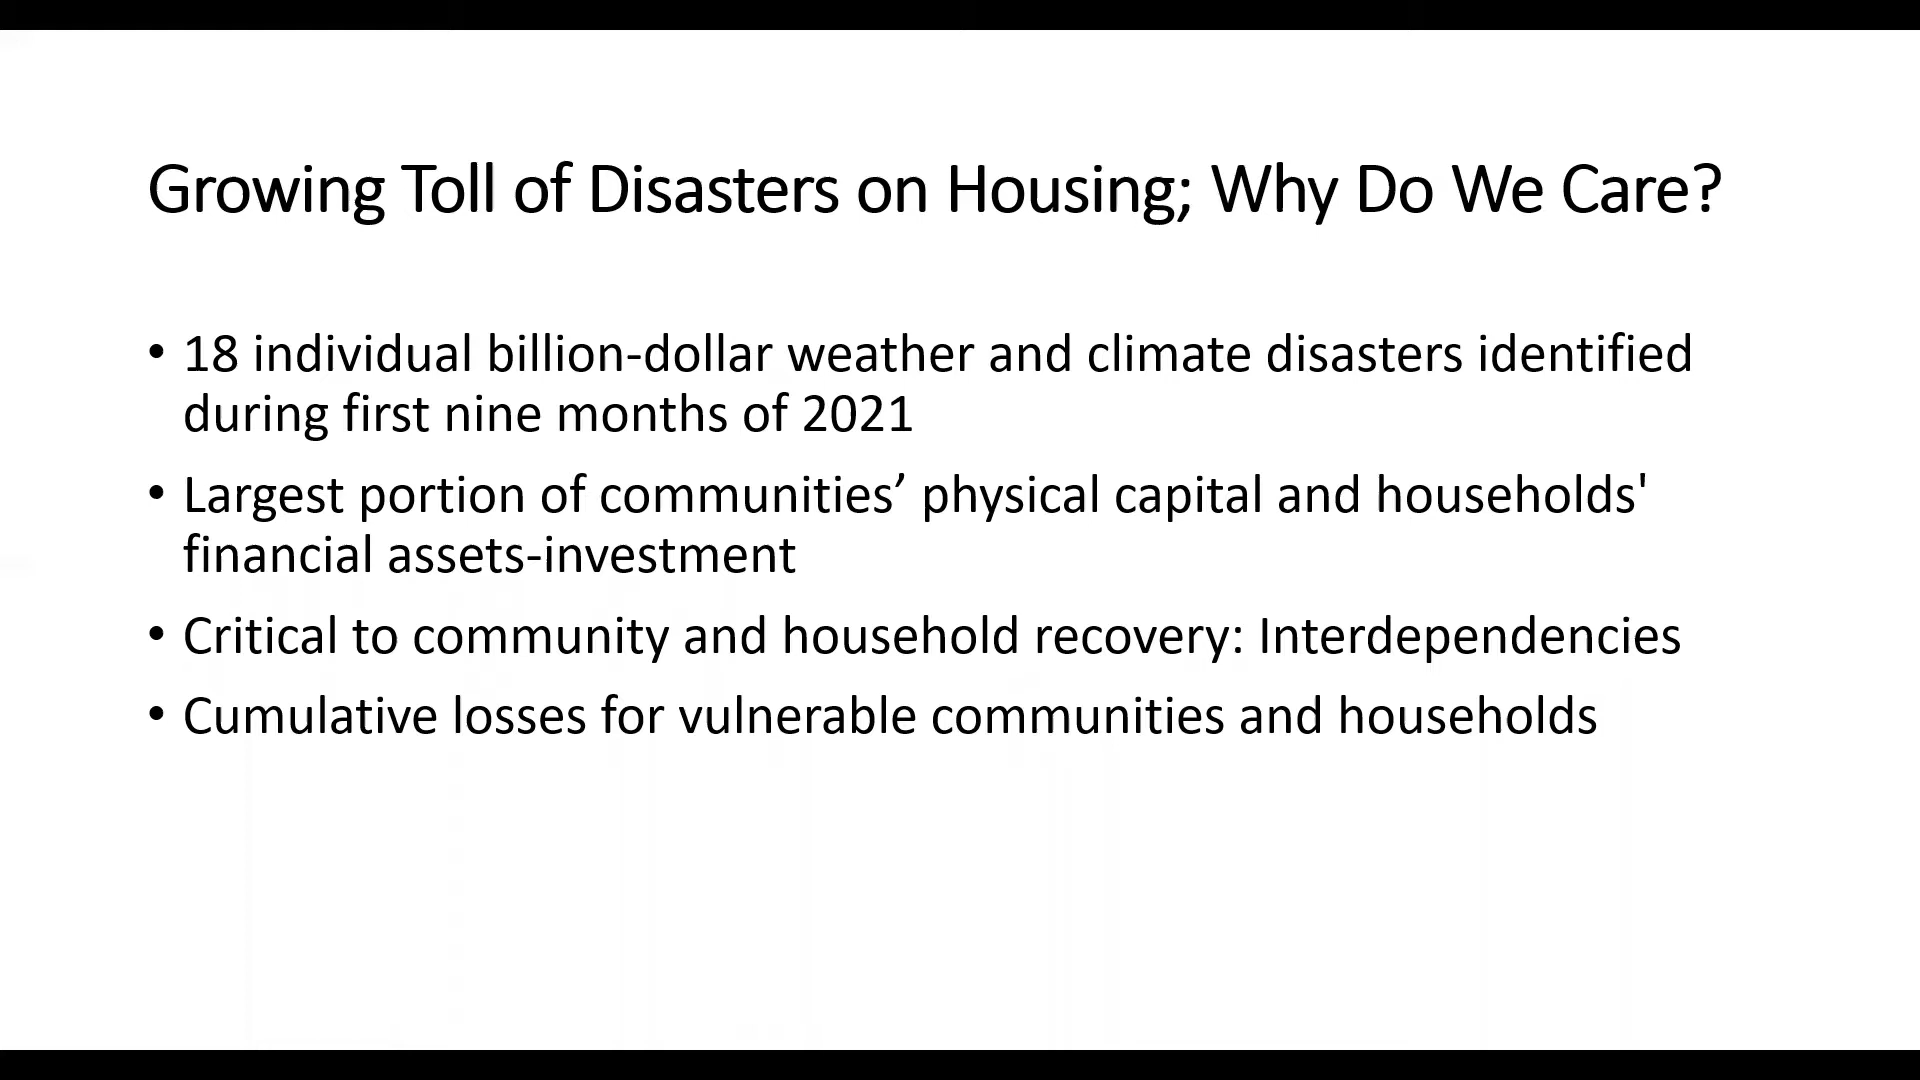 Growing Toll of Disasters on Housing; Why Do We Care?
• 18 individual billion-dollar weather and climate disasters identified
during first nine months of 2021
• Largest portion of communities’ physical capital and households'
financial assets-investment
• Critical to community and household recovery: Interdependencies
• Cumulative losses for vulnerable communities and households